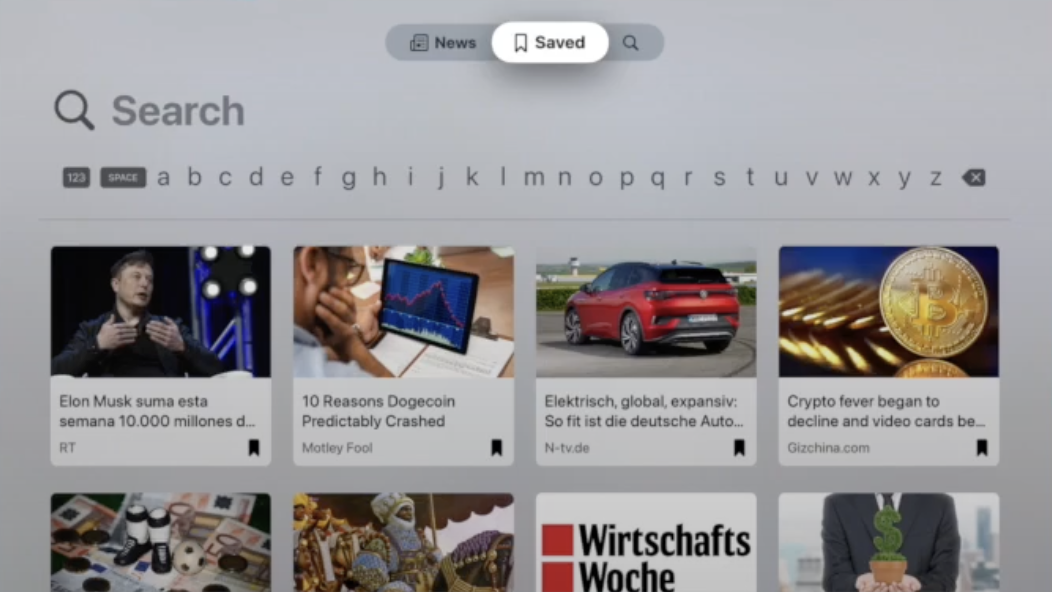 News
Saved
Search
123 SPACE a b c d e f g h i j k l m n o p q r s t u v w x y z
Elon Musk suma esta
semana 10.000 millones d...
RT
10 Reasons Dogecoin
Predictably Crashed
Motley Fool
Elektrisch, global, expansiv:
So fit ist die deutsche Auto...
N-tv.de
Crypto fever began to
decline and video cards be...
Gizchina.com
Wirtschafts
Woche